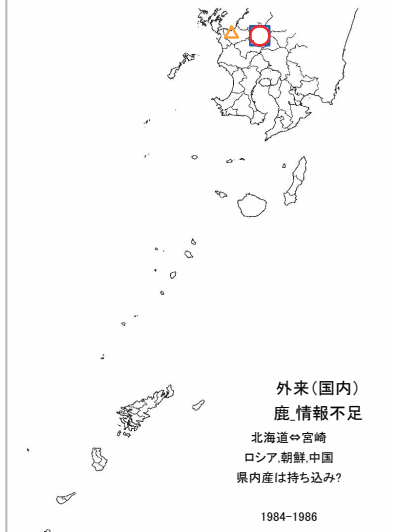 外来(国内)
鹿_情報不足
北海道⇔宮崎
ロシア,朝鮮,中国
県内産は持ち込み?
1984-1986